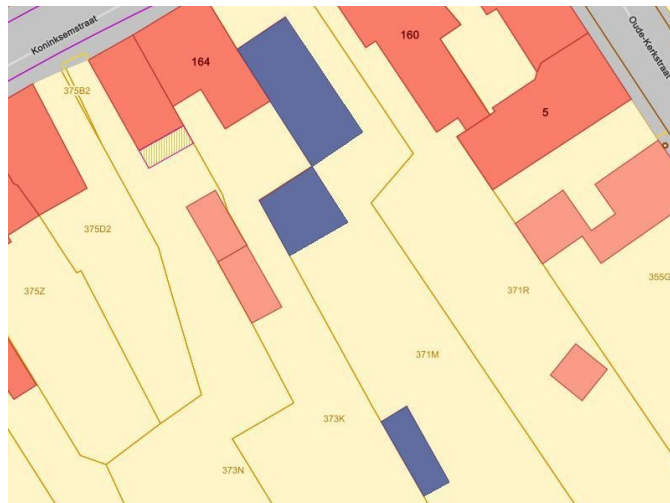 Koninksemstraat
Oude-Kerkstraat
160
164
375B2
5
375D2
355G
375Z
371R
371M
373K
373N